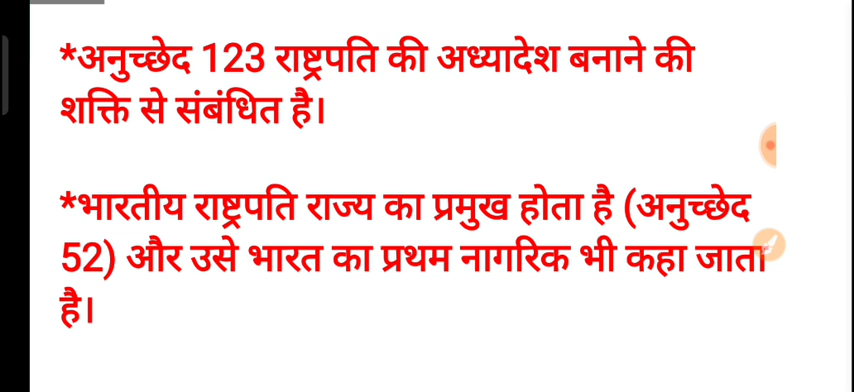 *अनुच्छेद 123 राष्ट्रपति की अध्यादेश बनाने की
शक्ति से संबंधित है।
*भारतीय राष्ट्रपति राज्य का प्रमुख होता है (अनुच्छेद
52) और उसे भारत का प्रथम नागरिक भी कहा जाता
है।